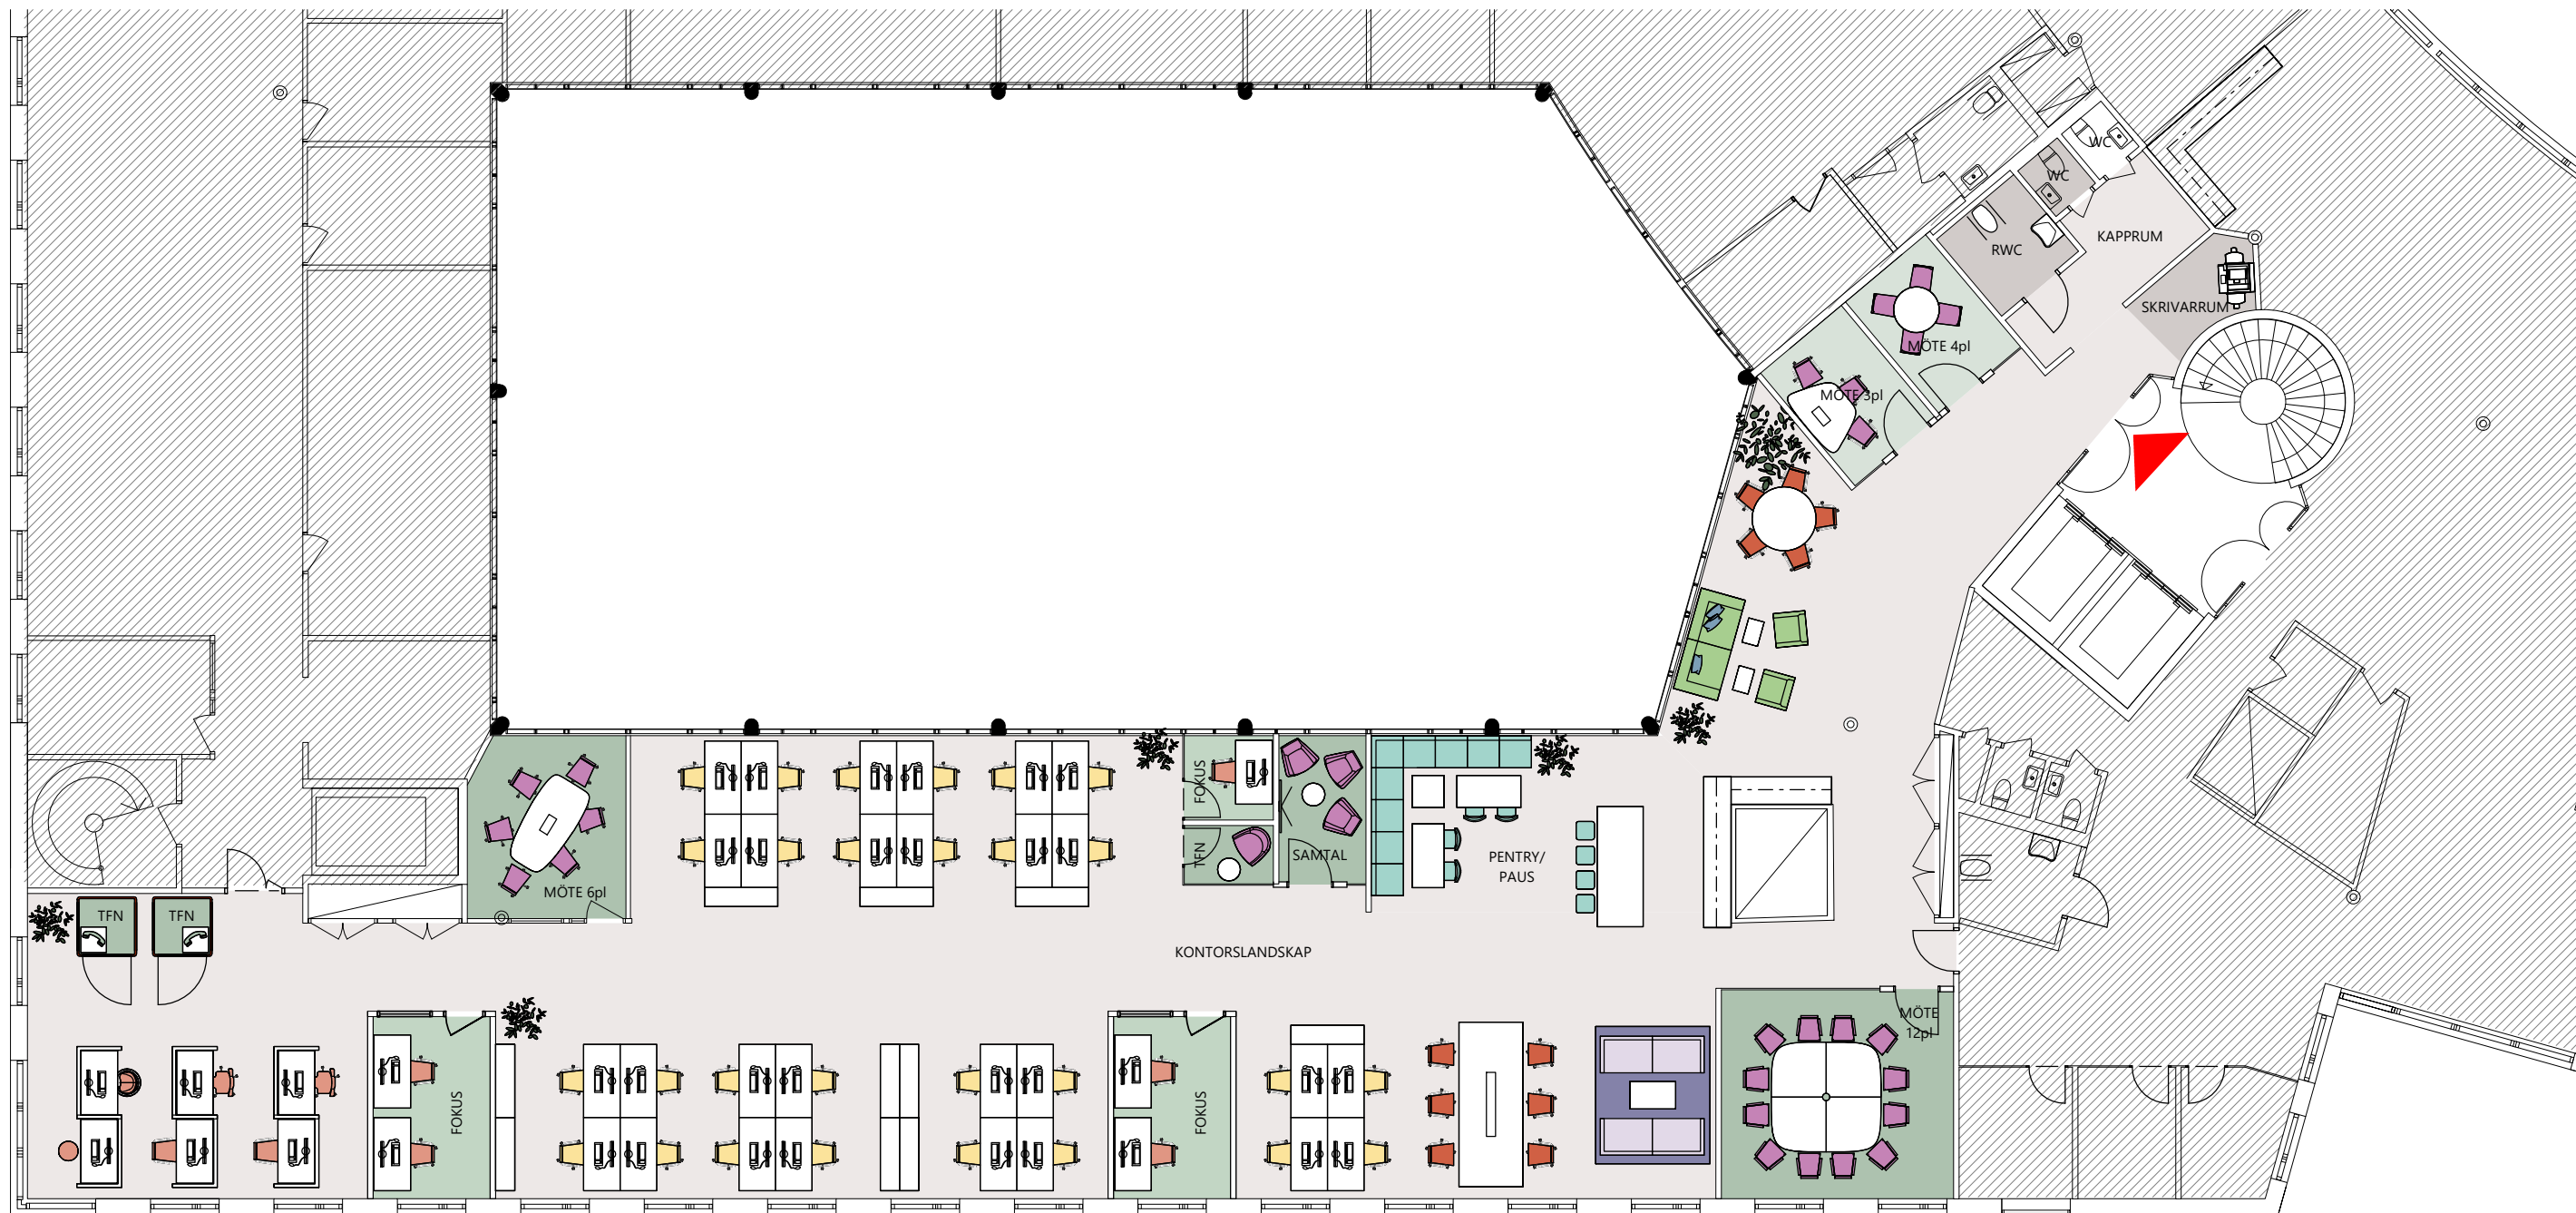 WC
WC
KAPPRUM
RWC
SKRIVARRUM
MÖTE 4pl
MÖTE 3pl
FOKUS
TFN
SAMTAL
PENTRY/
PAUS
MÖTE 6pl
TFN
TFN
KONTORSLANDSKAP
MÖTE
12pl
FOKUS
FOKUS